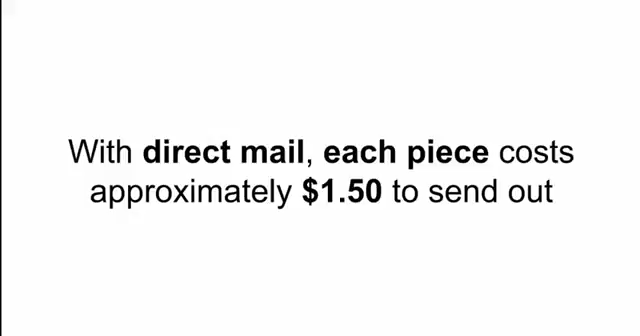 With direct mail, each piece costs
approximately $1.50 to send out